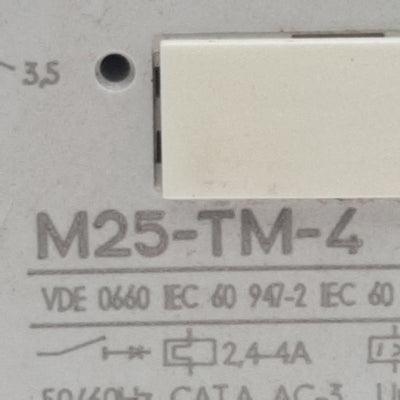 3,5
M25-TM-4
VDE 0660 IEC 60 947-2 IEC 60
2,4-4A
50/60Hz CAT.A AC-3